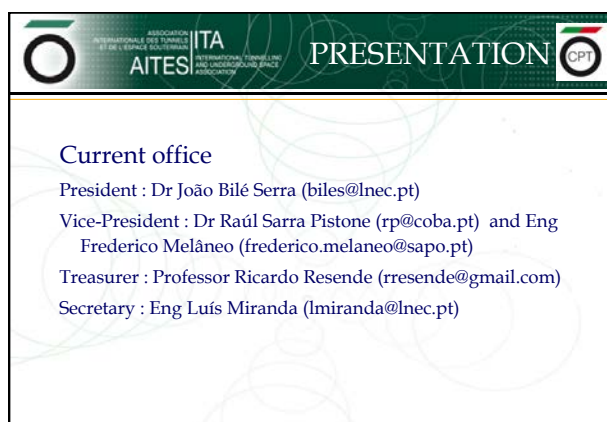 ASSOCIATION
INTERNATIONALE DES TUNNELS
ET DE L'ESPACE SOUTERRAIN
AITES
ITA
INTERNATIONAL TUNNELLING
AND UNDERGROUND SPACE
ASSOCIATION
PRESENTATION
CPT
Current office
President : Dr João Bilé Serra (biles@lnec.pt)
Vice-President : Dr Raúl Sarra Pistone (rp@coba.pt) and Eng
Frederico Melâneo (frederico.melaneo@sapo.pt)
Treasurer : Professor Ricardo Resende (rresende@gmail.com)
Secretary : Eng Luís Miranda (lmiranda@lnec.pt)